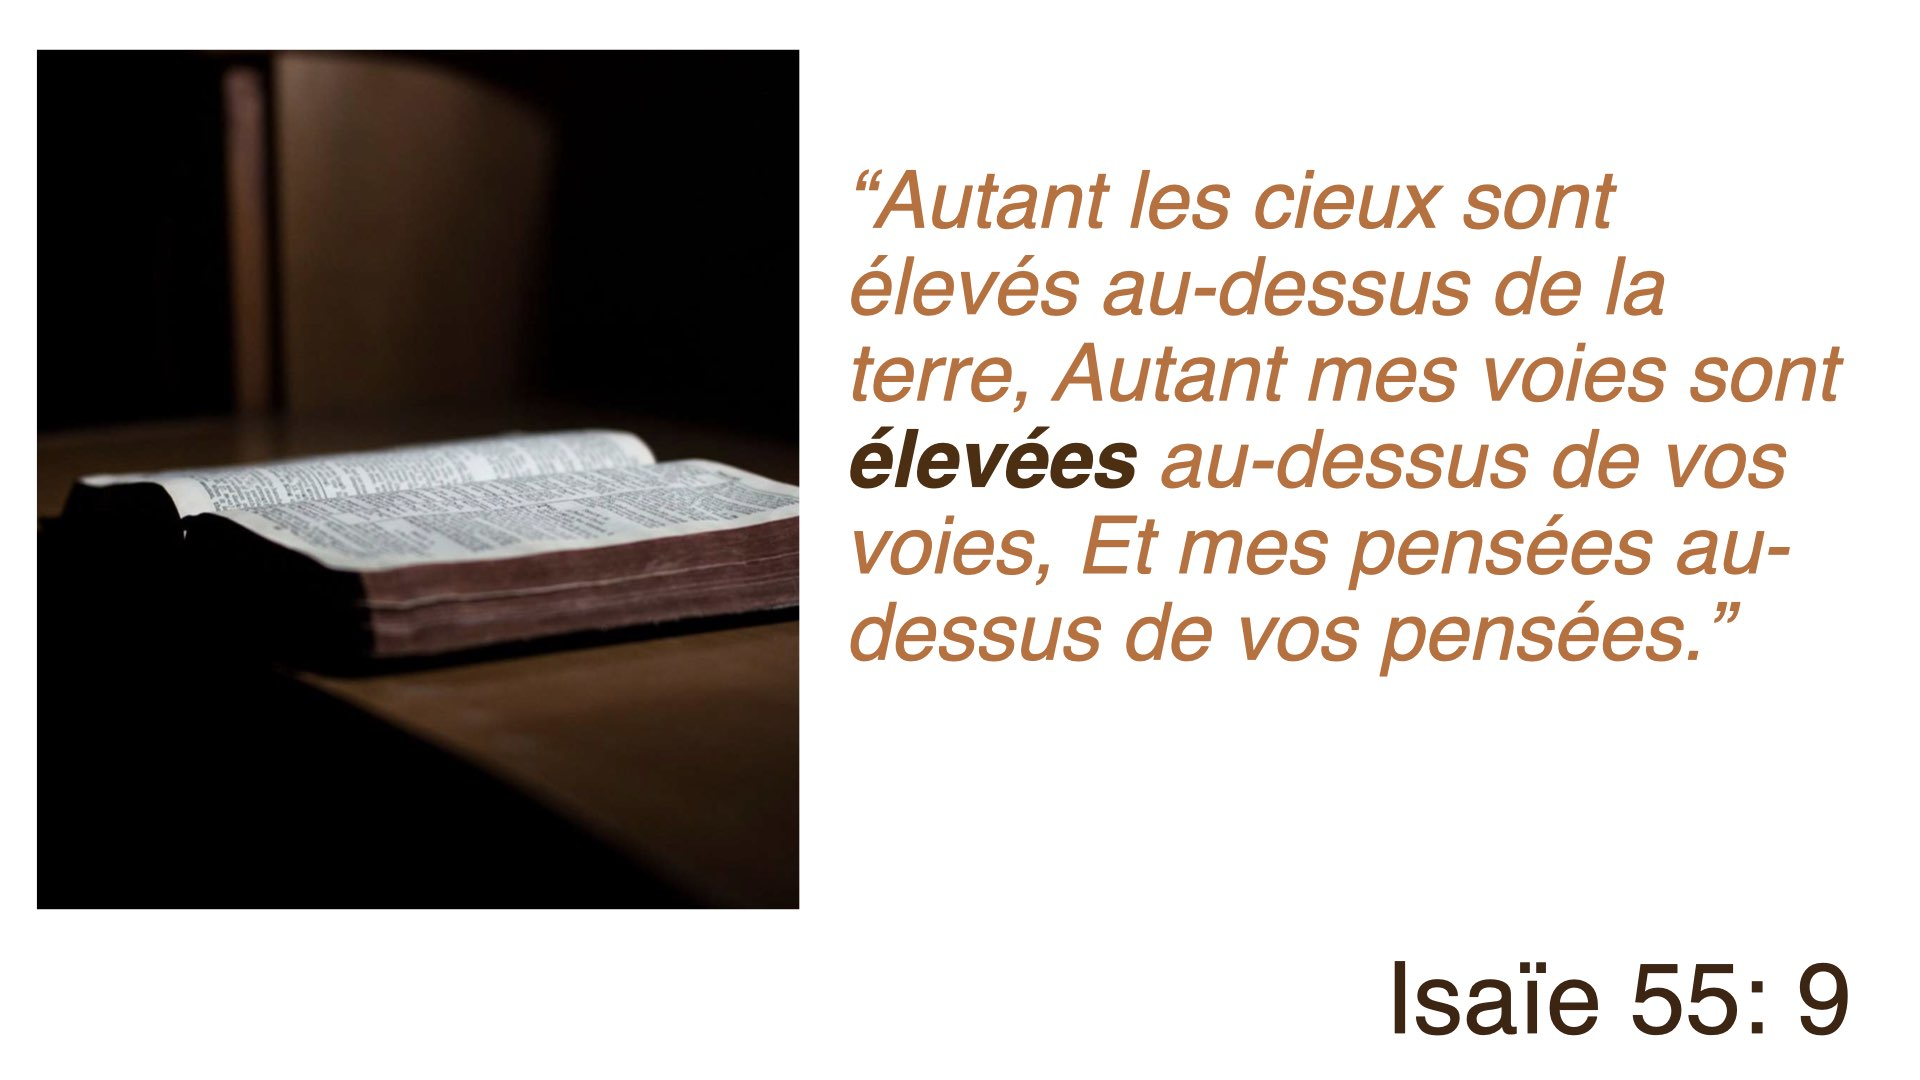 “Autant les cieux sont
élevés au-dessus de la
terre, Autant mes voies sont
élevées au-dessus de vos
voies, Et mes pensées au-
dessus de vos pensées.”
Isaïe 55: 9